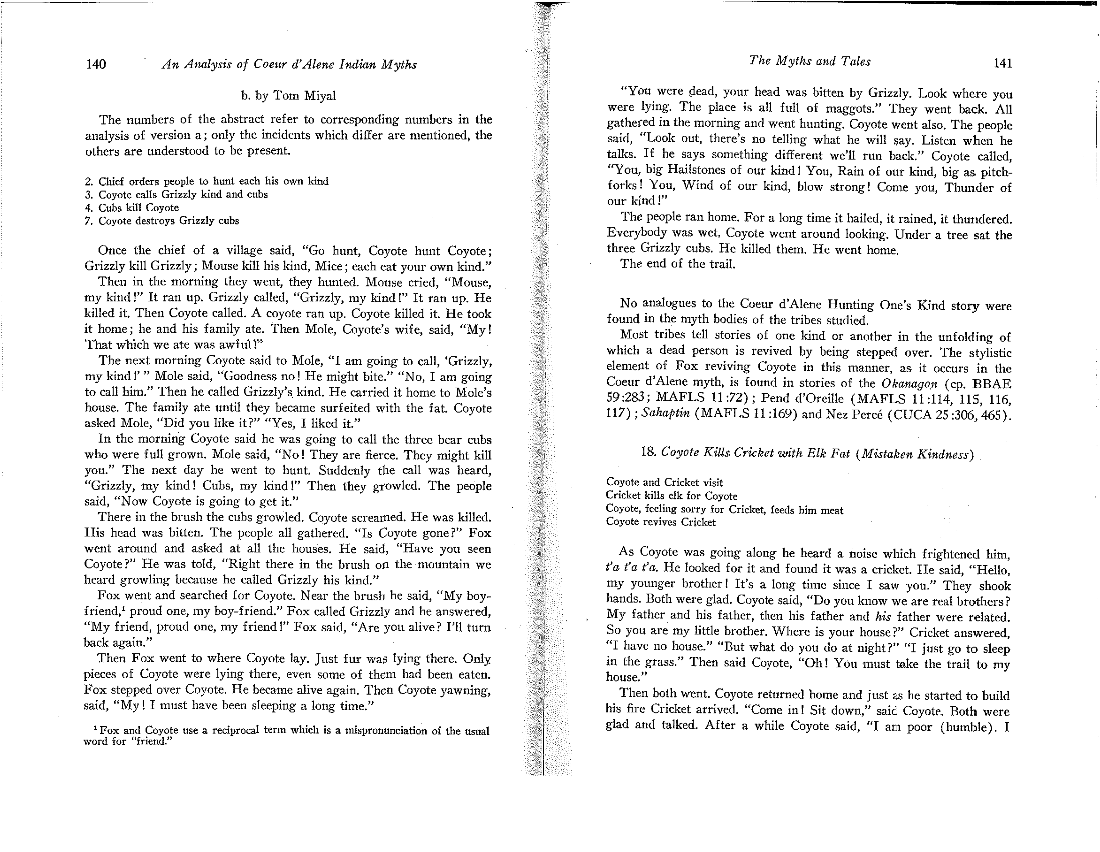 140 An Analysis of Coeur d'Alene Indian Myths
b. by Tom Miyal
The numbers of the abstract refer to corresponding numbers in the
analysis of version a; only the incidents which differ are mentioned, the
others are understood to be present.
2. Chief orders people to hunt each his own kind
3. Coyote calls Grizzly kind and cubs
4. Cubs kill Coyote
7. Coyote destroys Grizzly cubs
Once the chief of a village said, "Go hunt, Coyote hunt Coyote;
Grizzly kill Grizzly; Mouse kill his kind, Mice; each eat your own kind."
Then in the morning they went, they hunted. Mouse cried, "Mouse,
my kind!" It ran up. Grizzly called, "Grizzly, my kind!" It ran up. He
killed it. Then Coyote called. A coyote ran up. Coyote killed it. He took
it home; he and his family ate. Then Mole, Coyote's wife, said, "My!
That which we ate was awful!"
The next morning Coyote said to Mole, "I am going to call, 'Grizzly,
my kind!' " Mole said, "Goodness no! He might bite." "No, I am going
to call him." Then he called Grizzly's kind. He carried it home to Mole's
house. The family ate until they became surfeited with the fat. Coyote
asked Mole, "Did you like it?" "Yes, I liked it."
In the morning Coyote said he was going to call the three bear cubs
who were full grown. Mole said, "No! They are fierce. They might kill
you." The next day he went to hunt. Suddenly the call was heard,
"Grizzly, my kind! Cubs, my kind!" Then they growled. The people
said, "Now Coyote is going to get it."
There in the brush the cubs growled. Coyote screamed. He was killed.
His head was bitten. The people all gathered. "Is Coyote gone?" Fox
went around and asked at all the houses. He said, "Have you seen
Coyote?" He was told, "Right there in the brush on the mountain we
heard growling because he called Grizzly his kind."
Fox went and searched for Coyote. Near the brush he said, "My boy-
friend,¹ proud one, my boy-friend." Fox called Grizzly and he answered,
"My friend, proud one, my friend!" Fox said, "Are you alive? I'll turn
back again."
Then Fox went to where Coyote lay. Just fur was lying there. Only
pieces of Coyote were lying there, even some of them had been eaten.
Fox stepped over Coyote. He became alive again. Then Coyote yawning,
said, "My! I must have been sleeping a long time."
¹ Fox and Coyote use a reciprocal term which is a mispronunciation of the usual
word for "friend."
The Myths and Tales 141
"You were dead, your head was bitten by Grizzly. Look where you
were lying. The place is all full of maggots." They went back. All
gathered in the morning and went hunting. Coyote went also. The people
said, "Look out, there's no telling what he will say. Listen when he
talks. If he says something different we'll run back." Coyote called,
"You, big Hailstones of our kind! You, Rain of our kind, big as pitch-
forks! You, Wind of our kind, blow strong! Come you, Thunder of
our kind!"
The people ran home. For a long time it hailed, it rained, it thundered.
Everybody was wet. Coyote went around looking. Under a tree sat the
three Grizzly cubs. He killed them. He went home.
The end of the trail.
No analogues to the Coeur d'Alene Hunting One's Kind story were
found in the myth bodies of the tribes studied.
Most tribes tell stories of one kind or another in the unfolding of
which a dead person is revived by being stepped over. The stylistic
element of Fox reviving Coyote in this manner, as it occurs in the
Coeur d'Alene myth, is found in stories of the Okanagon (cp. BBAE
59:283; MAFLS 11:72); Pend d'Oreille (MAFLS 11:114, 115, 116,
117); Sahaptin (MAFLS 11:169) and Nez Percé (CUCA 25:306, 465).
18. Coyote Kills Cricket with Elk Fat (Mistaken Kindness)
Coyote and Cricket visit
Cricket kills elk for Coyote
Coyote, feeling sorry for Cricket, feeds him meat
Coyote revives Cricket
As Coyote was going along he heard a noise which frightened him,
t'a t'a t'a. He looked for it and found it was a cricket. He said, "Hello,
my younger brother! It's a long time since I saw you." They shook
hands. Both were glad. Coyote said, "Do you know we are real brothers?
My father and his father, then his father and his father were related.
So you are my little brother. Where is your house?" Cricket answered,
"I have no house." "But what do you do at night?" "I just go to sleep
in the grass." Then said Coyote, "Oh! You must take the trail to my
house."
Then both went. Coyote returned home and just as he started to build
his fire Cricket arrived. "Come in! Sit down," said Coyote. Both were
glad and talked. After a while Coyote said, "I am poor (humble). I